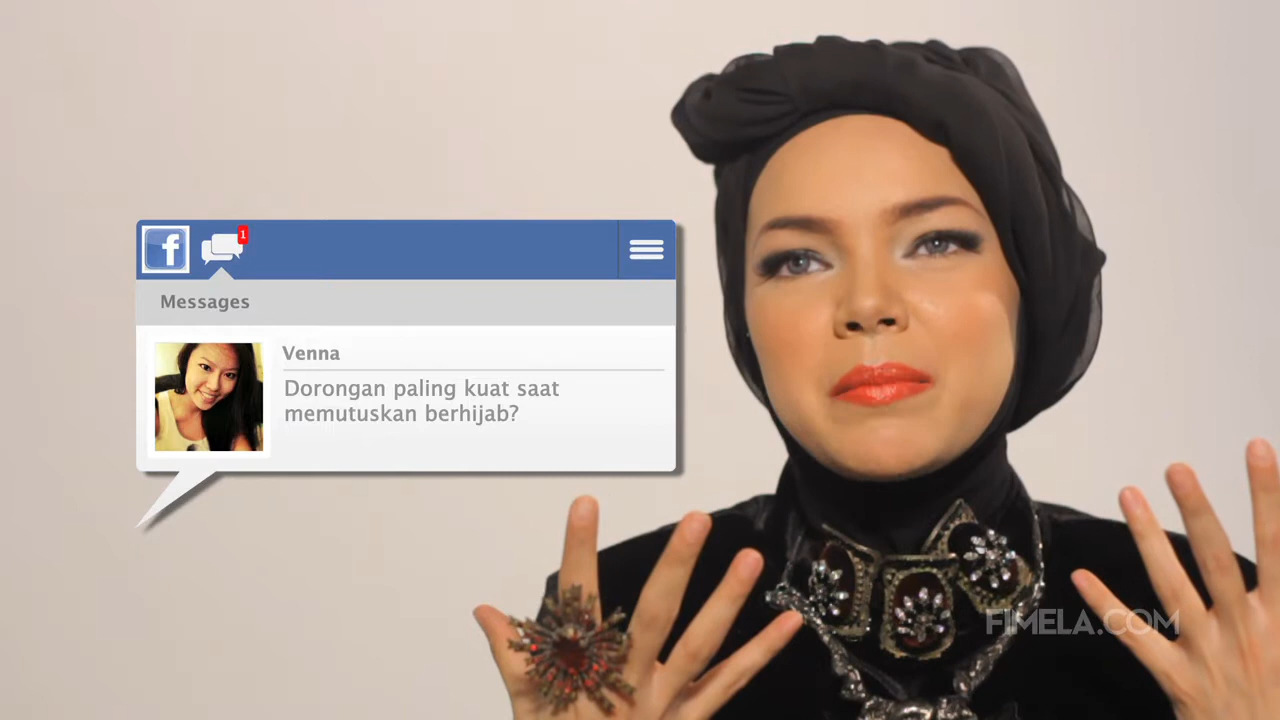 f
1
Messages
Venna
Dorongan paling kuat saat
memutuskan berhijab?
FIMELA.COM